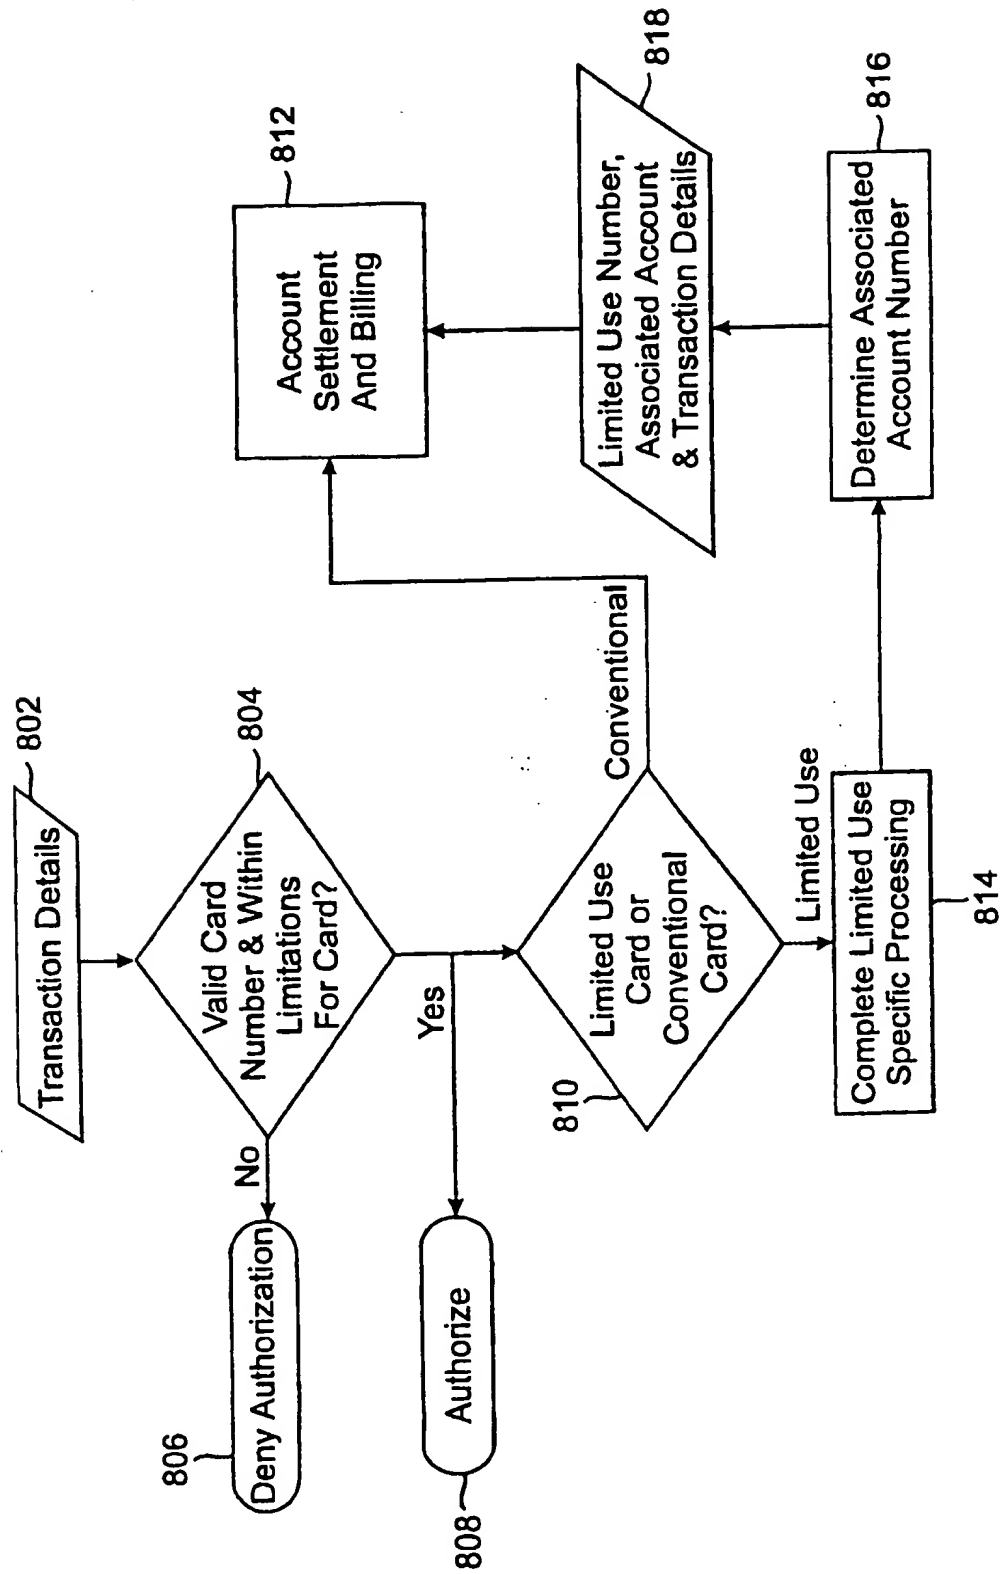 802
Transaction Details
804
Valid Card
Number & Within
Limitations
For Card?
No
806
Deny Authorization
Yes
808
Authorize
810
Limited Use
Card or
Conventional
Card?
Conventional
812
Account
Settlement
And Billing
Limited Use
Complete Limited Use
Specific Processing
814
816
Determine Associated
Account Number
818
Limited Use Number,
Associated Account
& Transaction Details